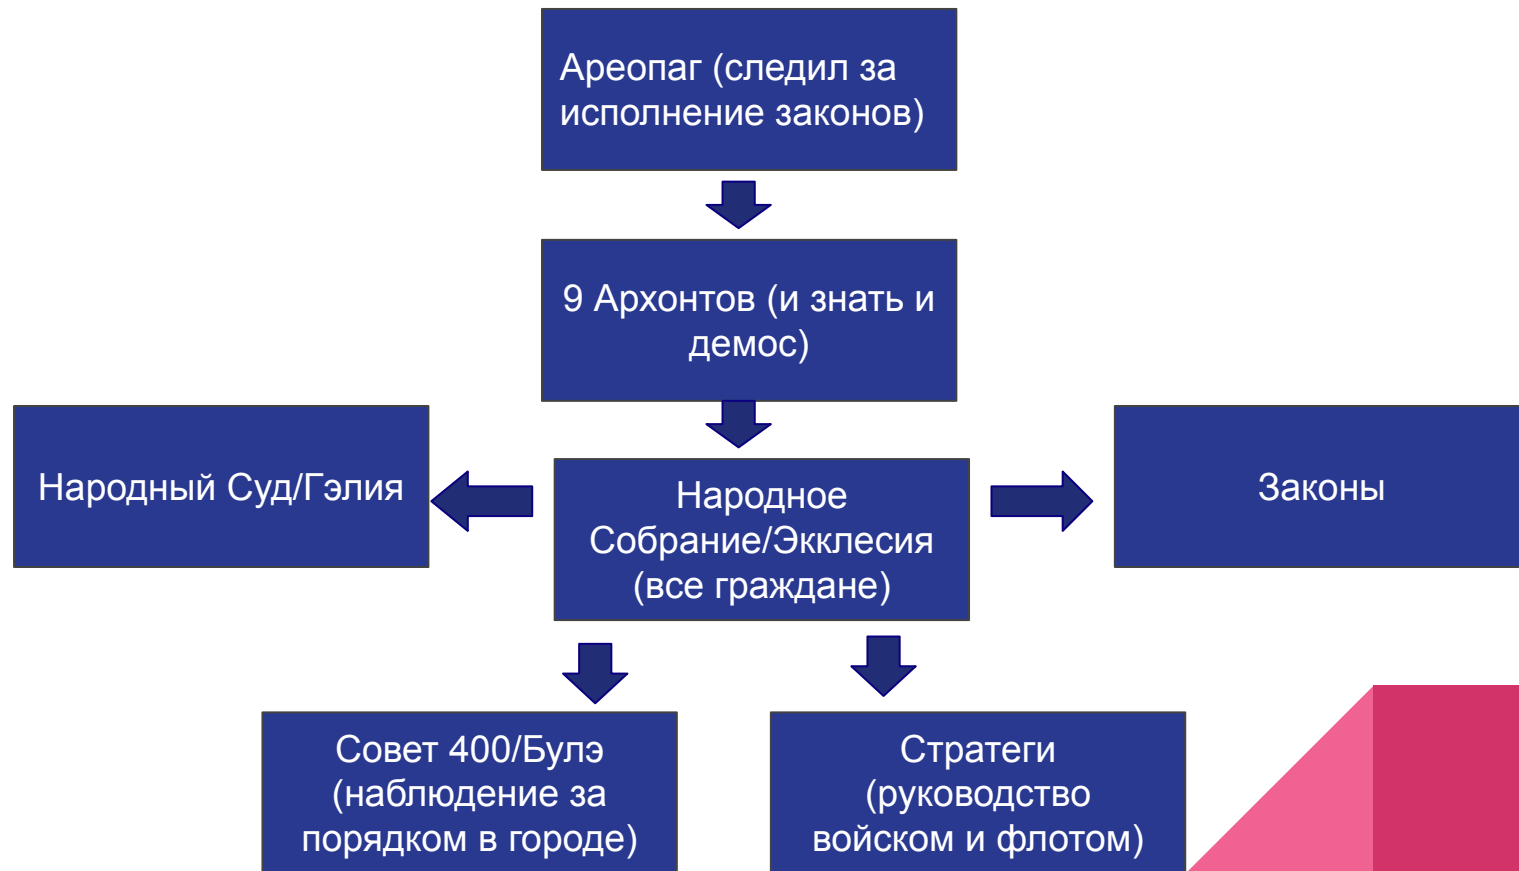 Ареопаг (следил за
исполнение законов)
9 Архонтов (и знать и
демос)
Народный Суд/Гэлия
Народное
Собрание/Экклесия
(все граждане)
Законы
Совет 400/Булэ
(наблюдение за
порядком в городе)
Стратеги
(руководство
войском и флотом)